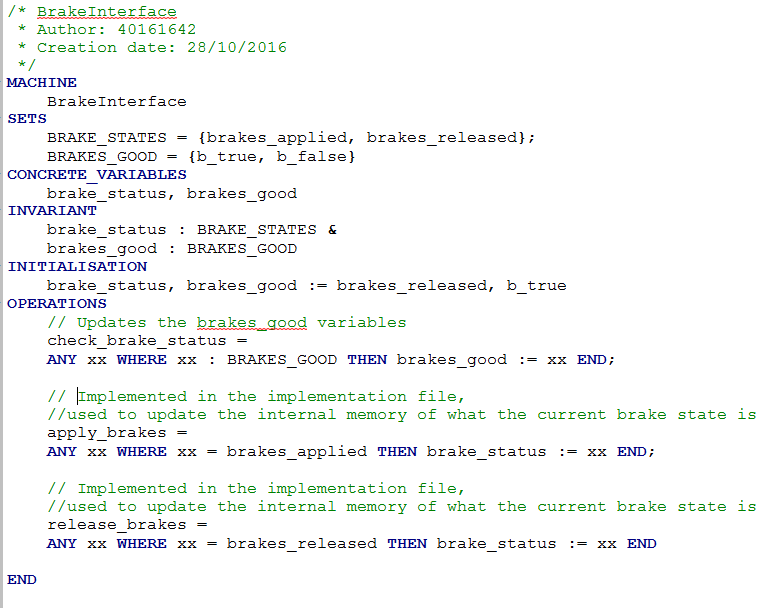 /* BrakeInterface
 * Author: 40161642
 * Creation date: 28/10/2016
 */
MACHINE
    BrakeInterface
SETS
    BRAKE_STATES = {brakes_applied, brakes_released};
    BRAKES_GOOD = {b_true, b_false}
CONCRETE_VARIABLES
    brake_status, brakes_good
INVARIANT
    brake_status : BRAKE_STATES &
    brakes_good : BRAKES_GOOD
INITIALISATION
    brake_status, brakes_good := brakes_released, b_true
OPERATIONS
    // Updates the brakes_good variables
    check_brake_status =
    ANY xx WHERE xx : BRAKES_GOOD THEN brakes_good := xx END;

    // Implemented in the implementation file,
    //used to update the internal memory of what the current brake state is
    apply_brakes =
    ANY xx WHERE xx = brakes_applied THEN brake_status := xx END;

    // Implemented in the implementation file,
    //used to update the internal memory of what the current brake state is
    release_brakes =
    ANY xx WHERE xx = brakes_released THEN brake_status := xx END

END